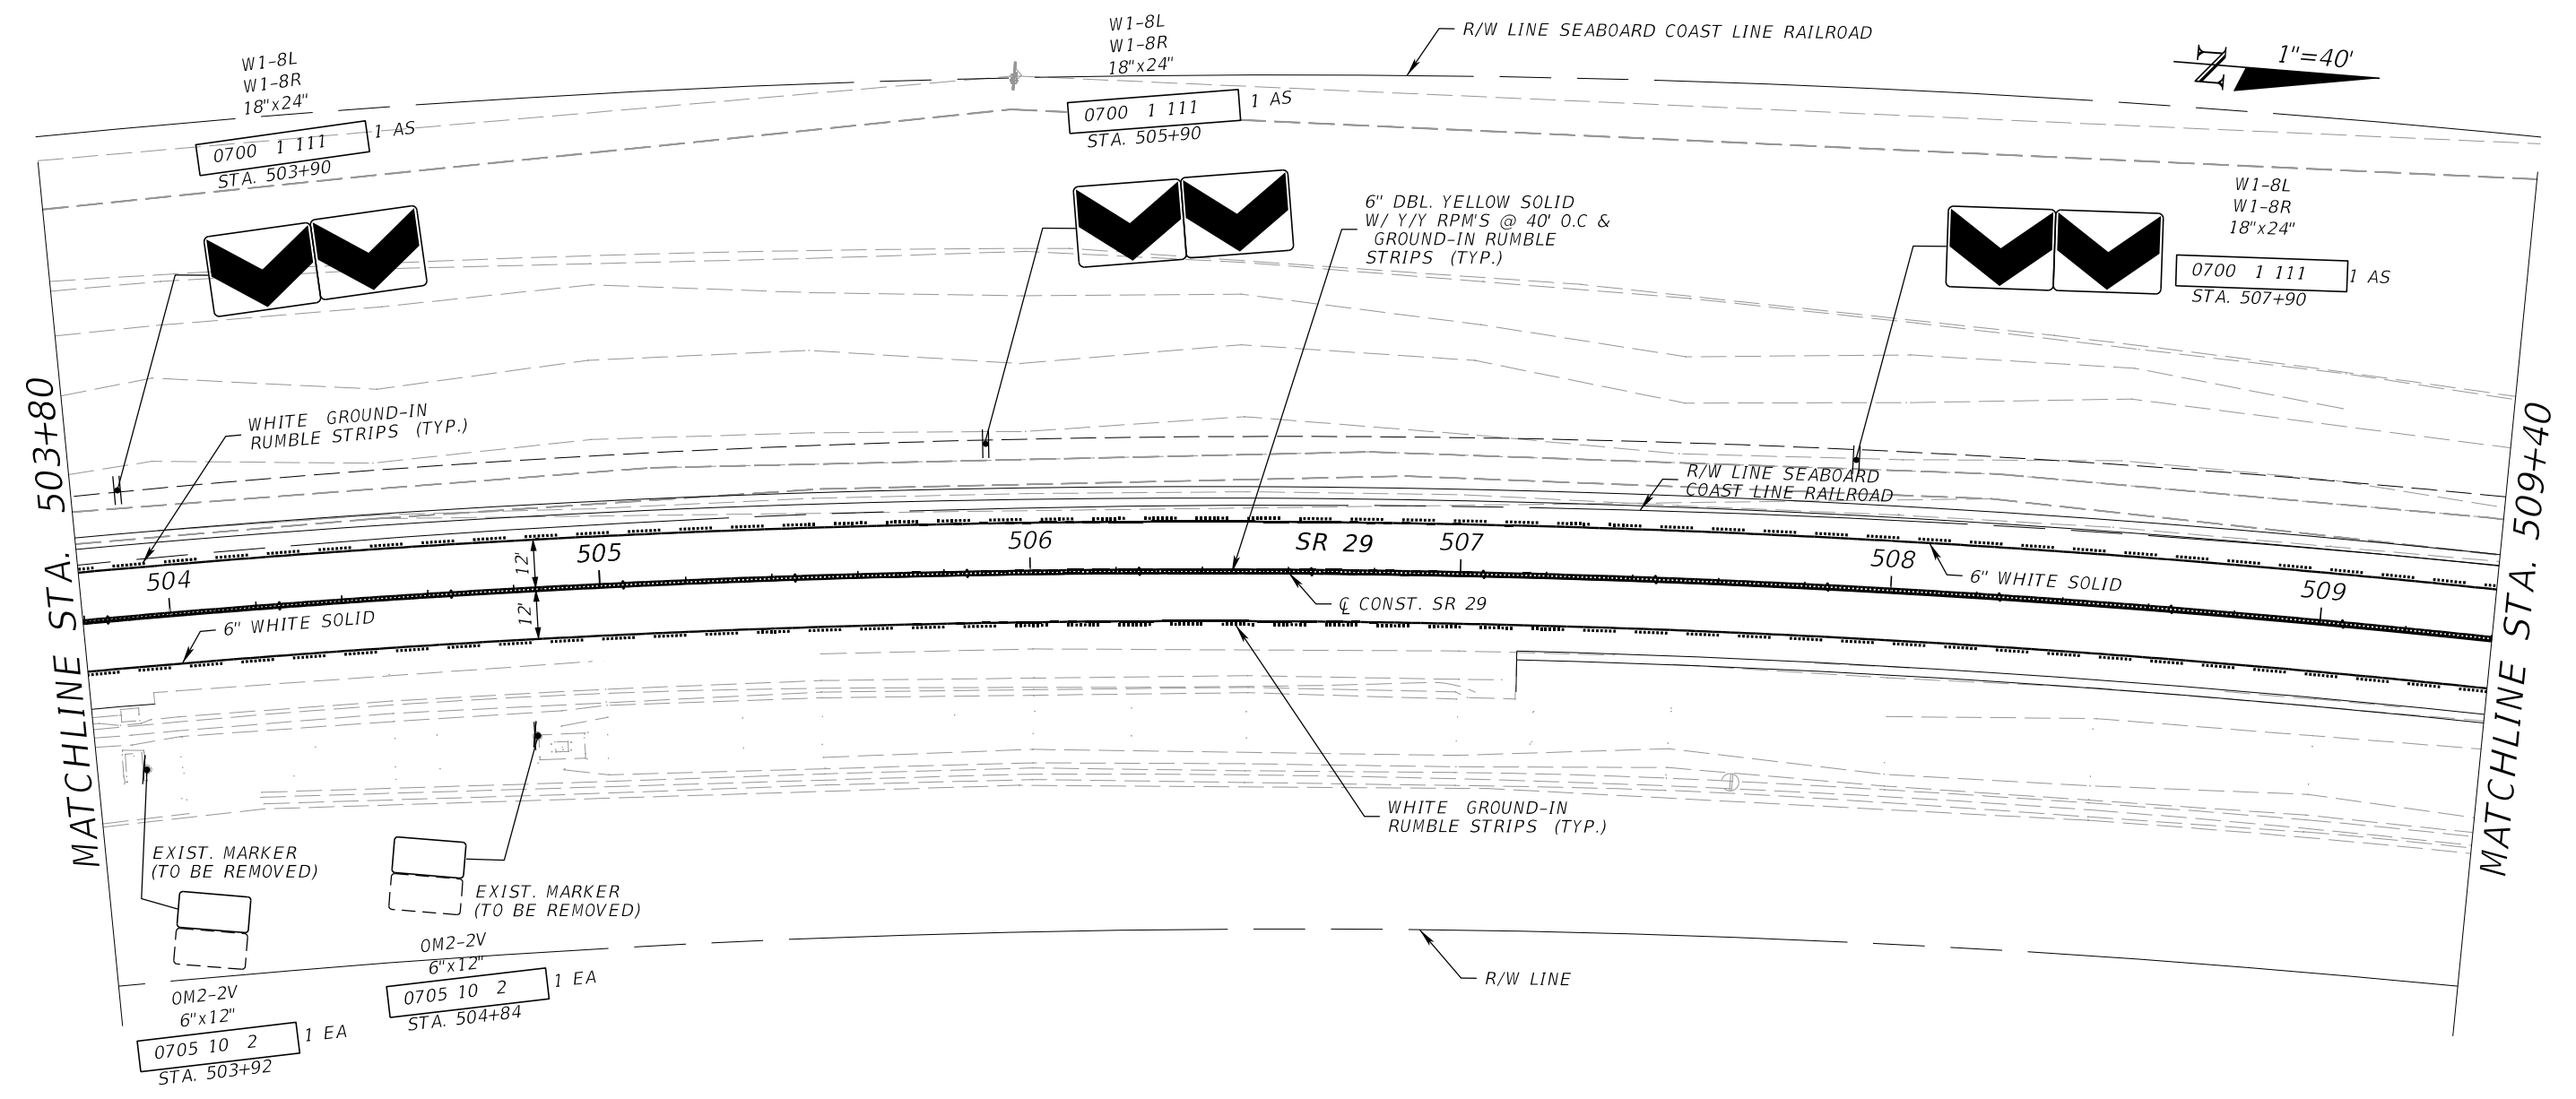 W1-8L
W1-8R
18"x24"
0700 1 111
1 AS
STA. 503+90
W1-8L
W1-8R
18"x24"
0700 1 111
1 AS
STA. 505+90
R/W LINE SEABOARD COAST LINE RAILROAD
N
1"=40'
6" DBL. YELLOW SOLID
W/ Y/Y RPM'S @ 40' O.C &
GROUND-IN RUMBLE
STRIPS (TYP.)
W1-8L
W1-8R
18"x24"
0700 1 111
1 AS
STA. 507+90
MATCHLINE STA. 503+80
WHITE GROUND-IN
RUMBLE STRIPS (TYP.)
R/W LINE SEABOARD
COAST LINE RAILROAD
MATCHLINE STA. 509+40
504
505
506
SR 29
507
508
509
12'
12'
6" WHITE SOLID
6" WHITE SOLID
℄ CONST. SR 29
WHITE GROUND-IN
RUMBLE STRIPS (TYP.)
EXIST. MARKER
(TO BE REMOVED)
EXIST. MARKER
(TO BE REMOVED)
OM2-2V
6"x12"
0705 10 2
1 EA
STA. 503+92
OM2-2V
6"x12"
0705 10 2
1 EA
STA. 504+84
R/W LINE